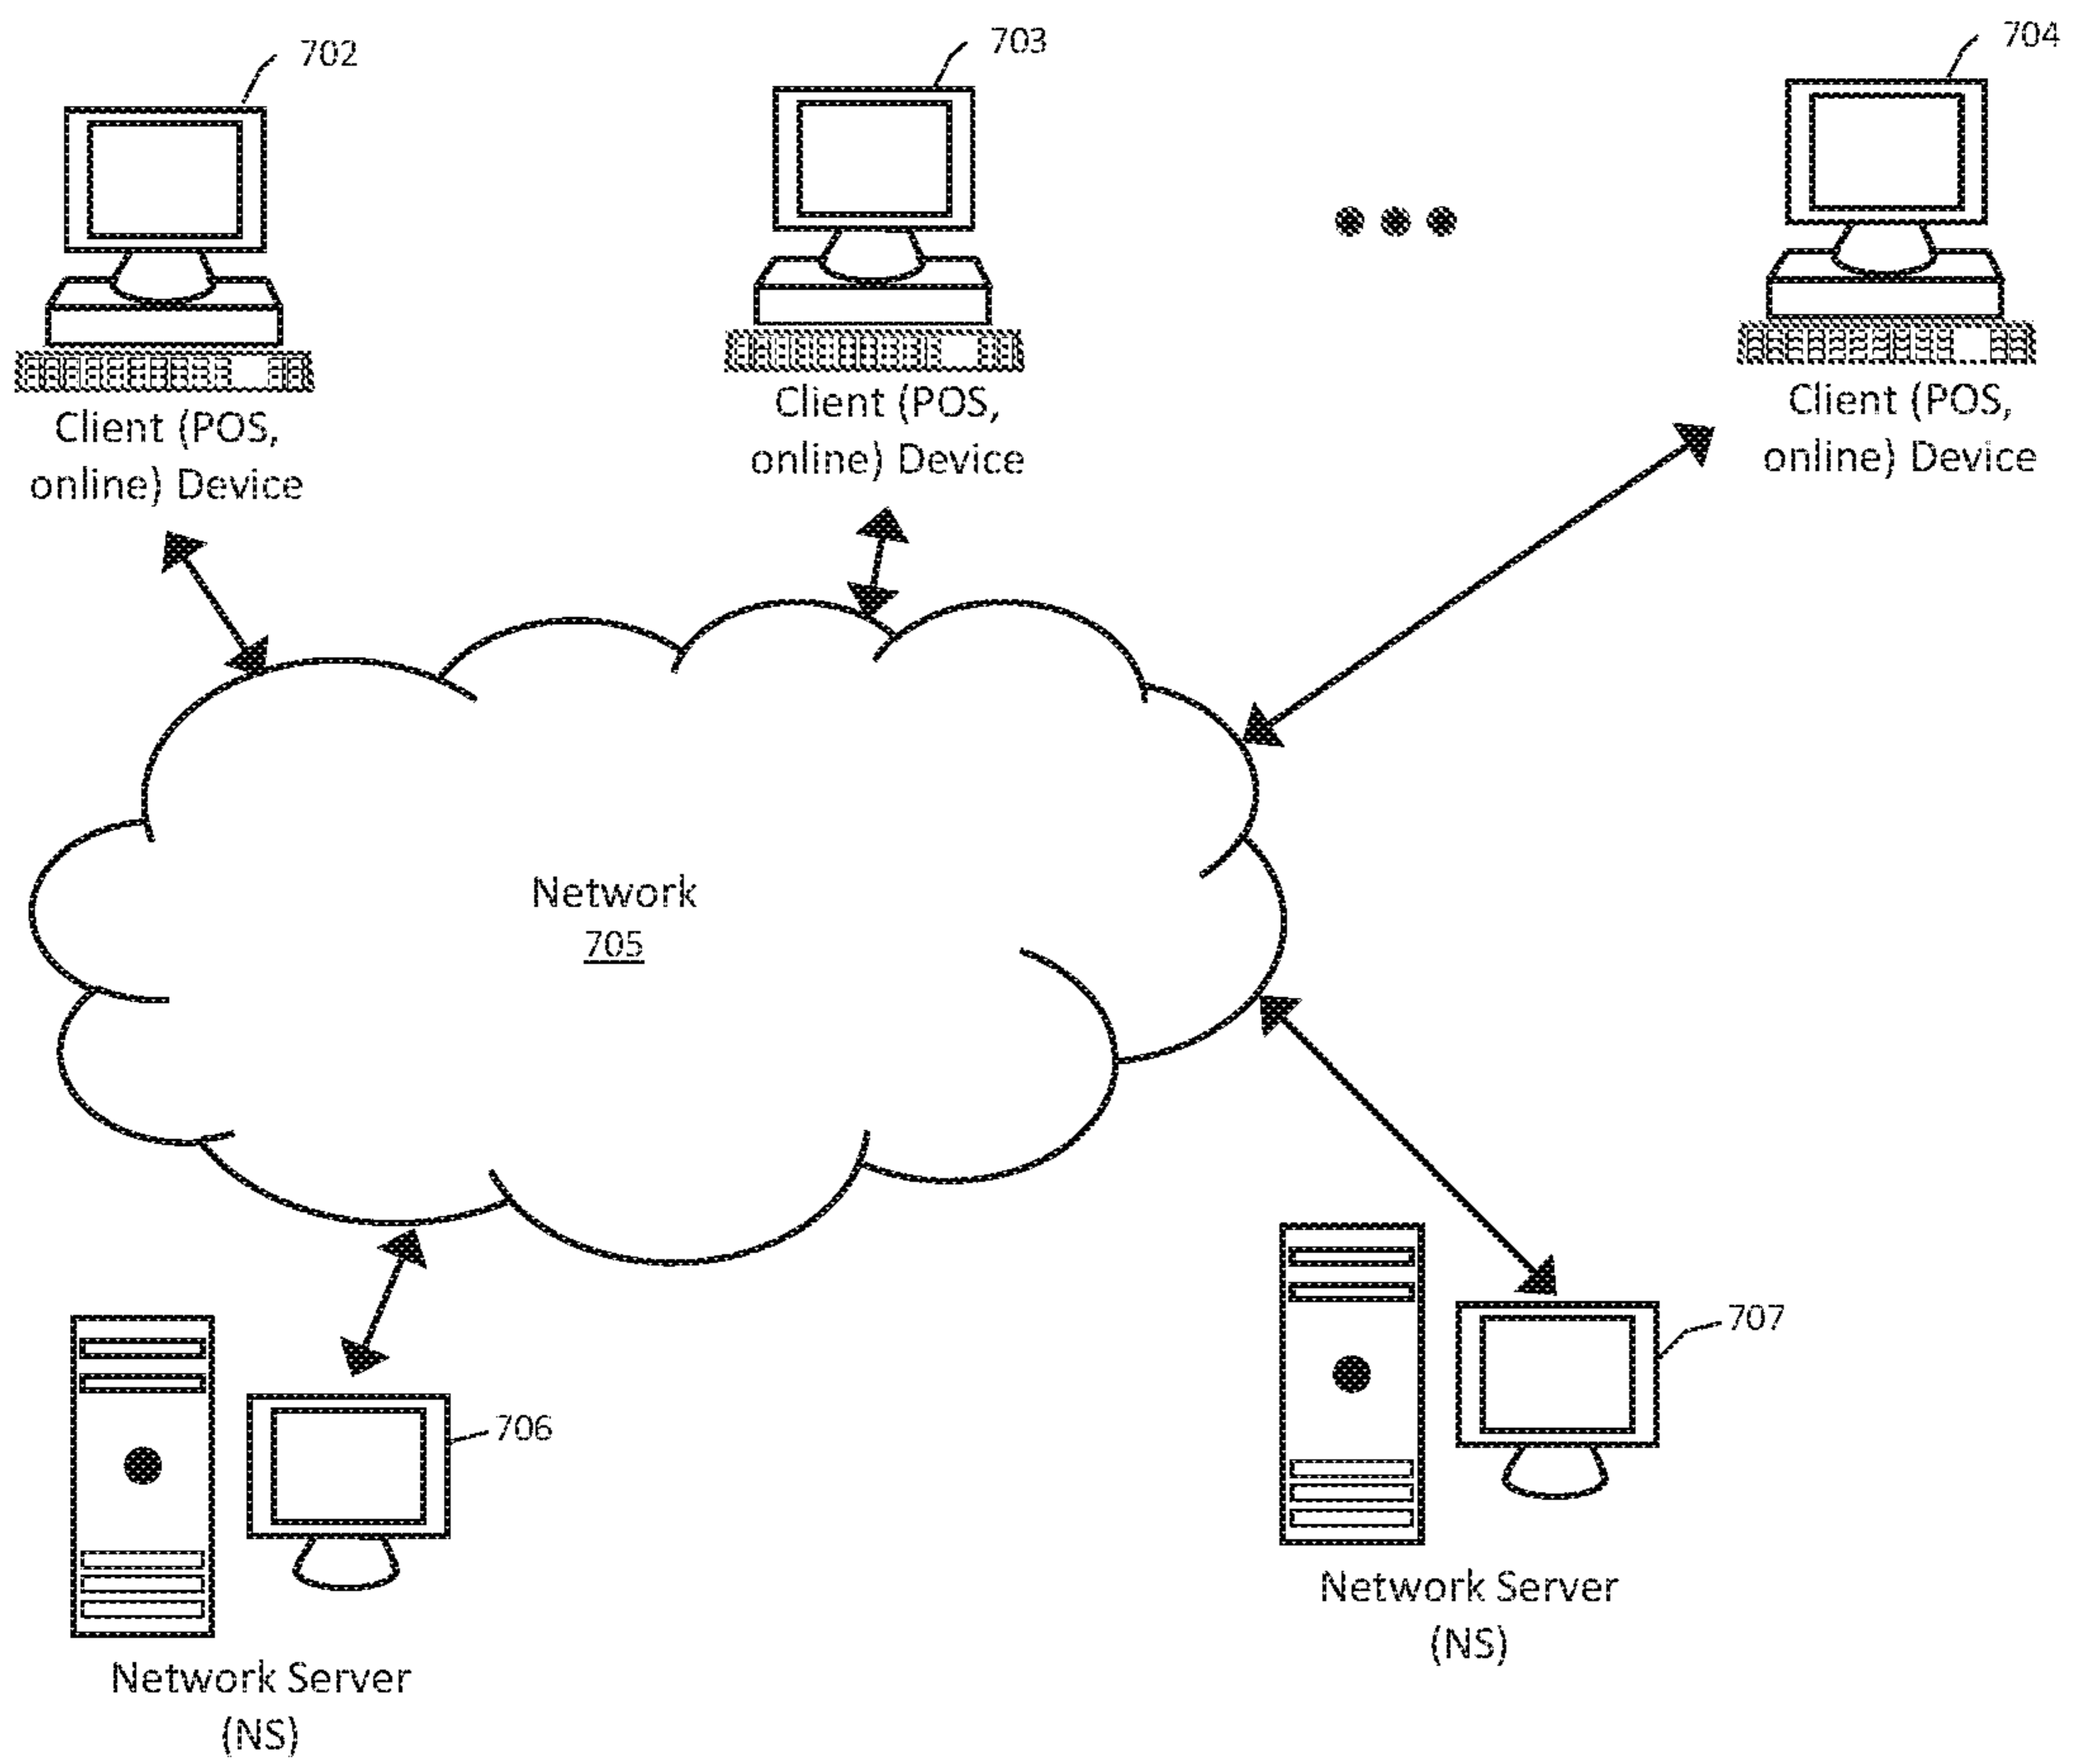 702
703
704
Client (POS,
online) Device
Client (POS,
online) Device
Client (POS,
online) Device
Network
705
706
707
Network Server
(NS)
Network Server
(NS)